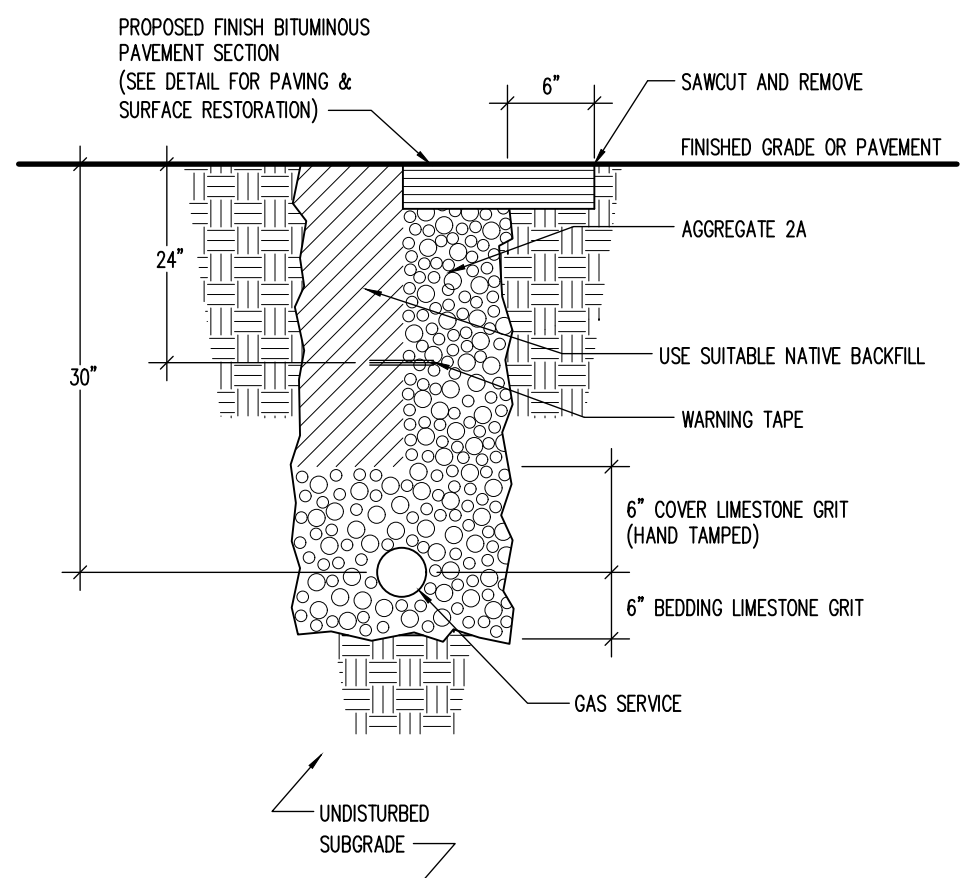 PROPOSED FINISH BITUMINOUS
PAVEMENT SECTION
(SEE DETAIL FOR PAVING &
SURFACE RESTORATION)
6"
SAWCUT AND REMOVE
FINISHED GRADE OR PAVEMENT
AGGREGATE 2A
24"
USE SUITABLE NATIVE BACKFILL
30"
WARNING TAPE
6" COVER LIMESTONE GRIT
(HAND TAMPED)
6" BEDDING LIMESTONE GRIT
GAS SERVICE
UNDISTURBED
SUBGRADE